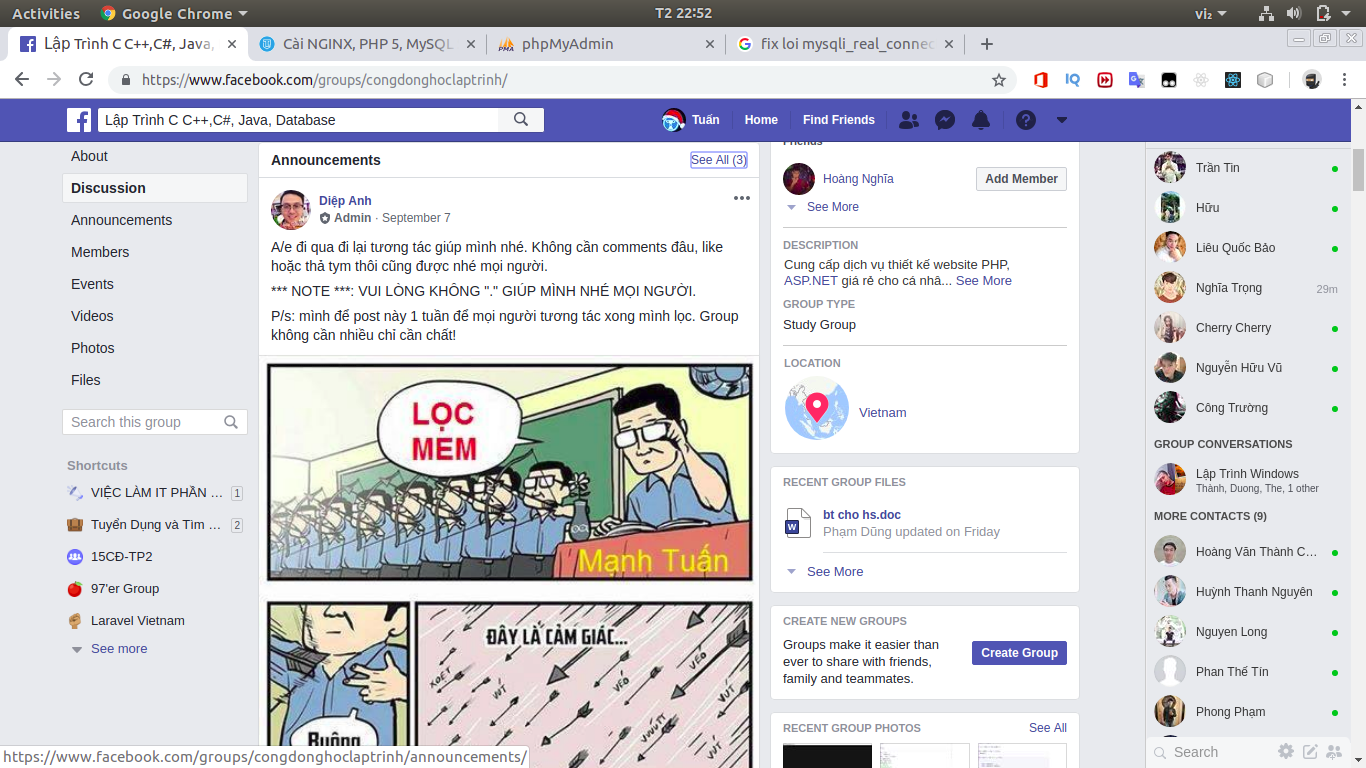 Activities
Google Chrome
T2 22:52
vi₂
Lập Trình C C++,C#, Java,
Cài NGINX, PHP 5, MySQL
phpMyAdmin
fix loi mysqli_real_connec
https://www.facebook.com/groups/congdonghoclaptrinh/
Lập Trình C C++,C#, Java, Database
Tuấn
Home
Find Friends
About
Discussion
Announcements
Members
Events
Videos
Photos
Files
Search this group
Shortcuts
VIỆC LÀM IT PHẦN ... 1
Tuyển Dụng và Tìm ... 2
15CĐ-TP2
97'er Group
Laravel Vietnam
See more
Announcements
See All (3)
Diệp Anh
Admin · September 7
A/e đi qua đi lại tương tác giúp mình nhé. Không cần comments đâu, like
hoặc thả tym thôi cũng được nhé mọi người.
*** NOTE ***: VUI LÒNG KHÔNG "." GIÚP MÌNH NHÉ MỌI NGƯỜI.
P/s: mình để post này 1 tuần để mọi người tương tác xong mình lọc. Group
không cần nhiều chỉ cần chất!
LỌC
MEM
Mạnh Tuấn
ĐÂY LÀ CẢM GIÁC...
XOẸT
VÉO
VÚT
Buông
Friends
Hoàng Nghĩa
Add Member
See More
DESCRIPTION
Cung cấp dịch vụ thiết kế website PHP,
ASP.NET giá rẻ cho cá nhâ... See More
GROUP TYPE
Study Group
LOCATION
Vietnam
RECENT GROUP FILES
W
bt cho hs.doc
Phạm Dũng updated on Friday
See More
CREATE NEW GROUPS
Groups make it easier than
ever to share with friends,
family and teammates.
Create Group
RECENT GROUP PHOTOS
See All
Trần Tin
Hữu
Liêu Quốc Bảo
Nghĩa Trọng
29m
Cherry Cherry
Nguyễn Hữu Vũ
Công Trường
GROUP CONVERSATIONS
Lập Trình Windows
Thành, Duong, The, 1 other
MORE CONTACTS (9)
Hoàng Văn Thành C...
Huỳnh Thanh Nguyên
Nguyen Long
Phan Thế Tín
Phong Phạm
Search
https://www.facebook.com/groups/congdonghoclaptrinh/announcements/